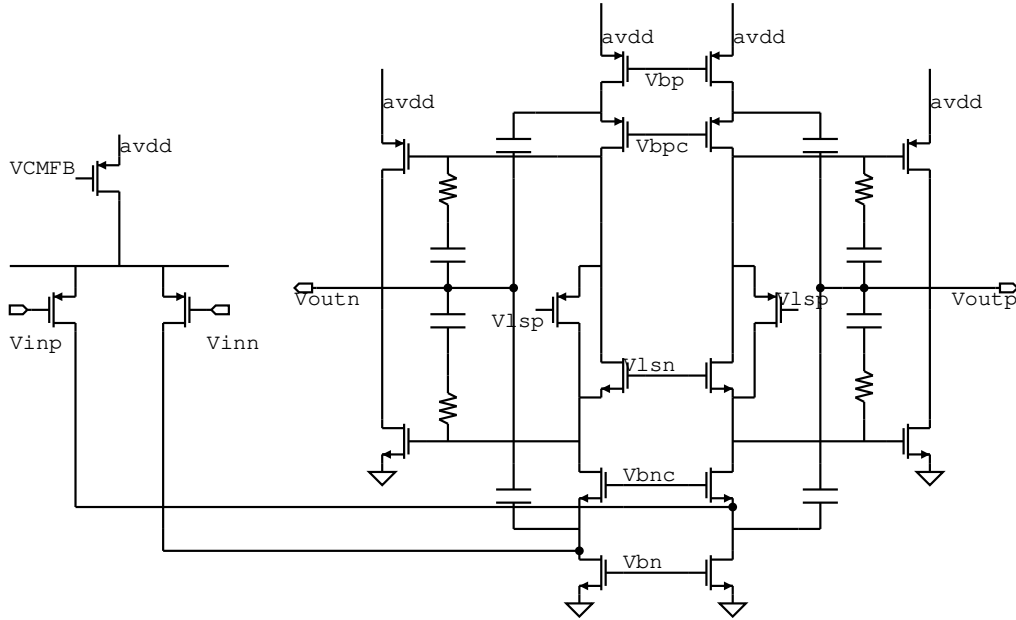 avdd avdd
Vbp
avdd avdd
avdd Vbpc
VCMFB
Voutn Vlsp Vlsp Voutp
Vinp Vinn
Vlsn
Vbnc
Vbn